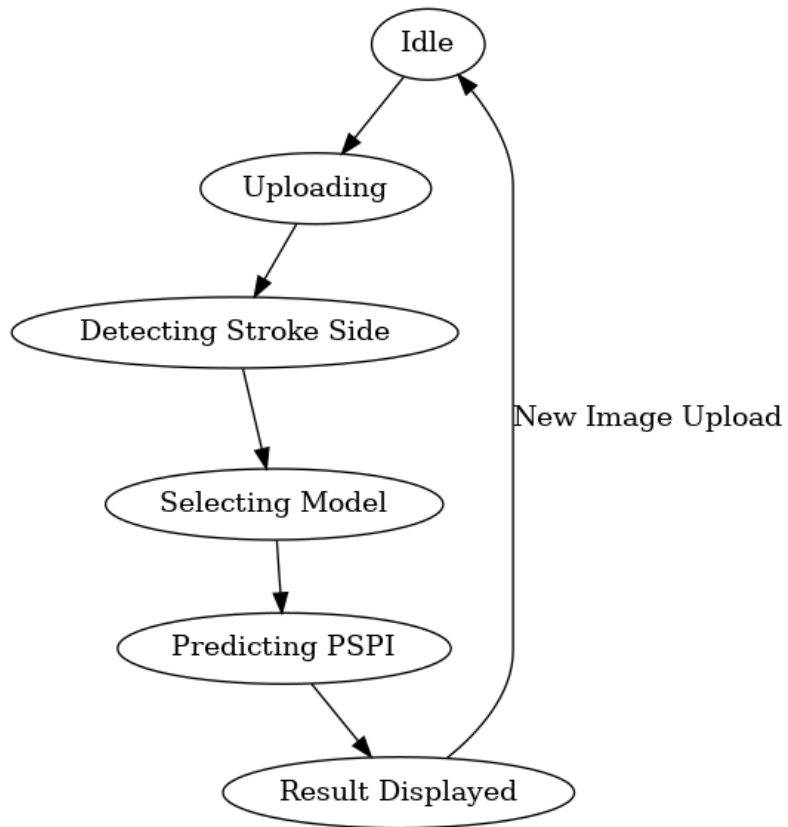 Idle
Uploading
Detecting Stroke Side
New Image Upload
Selecting Model
Predicting PSPI
Result Displayed